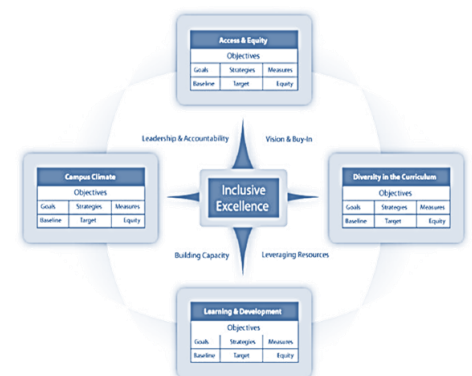 Access & Equity
Objectives
Goals Strategies Measures
Baseline Target Equity
Leadership & Accountability Vision & Buy-In
Campus Climate
Objectives
Goals Strategies Measures
Baseline Target Equity
Inclusive
Excellence
Diversity in the Curriculum
Objectives
Goals Strategies Measures
Baseline Target Equity
Building Capacity Leveraging Resources
Learning & Development
Objectives
Goals Strategies Measures
Baseline Target Equity